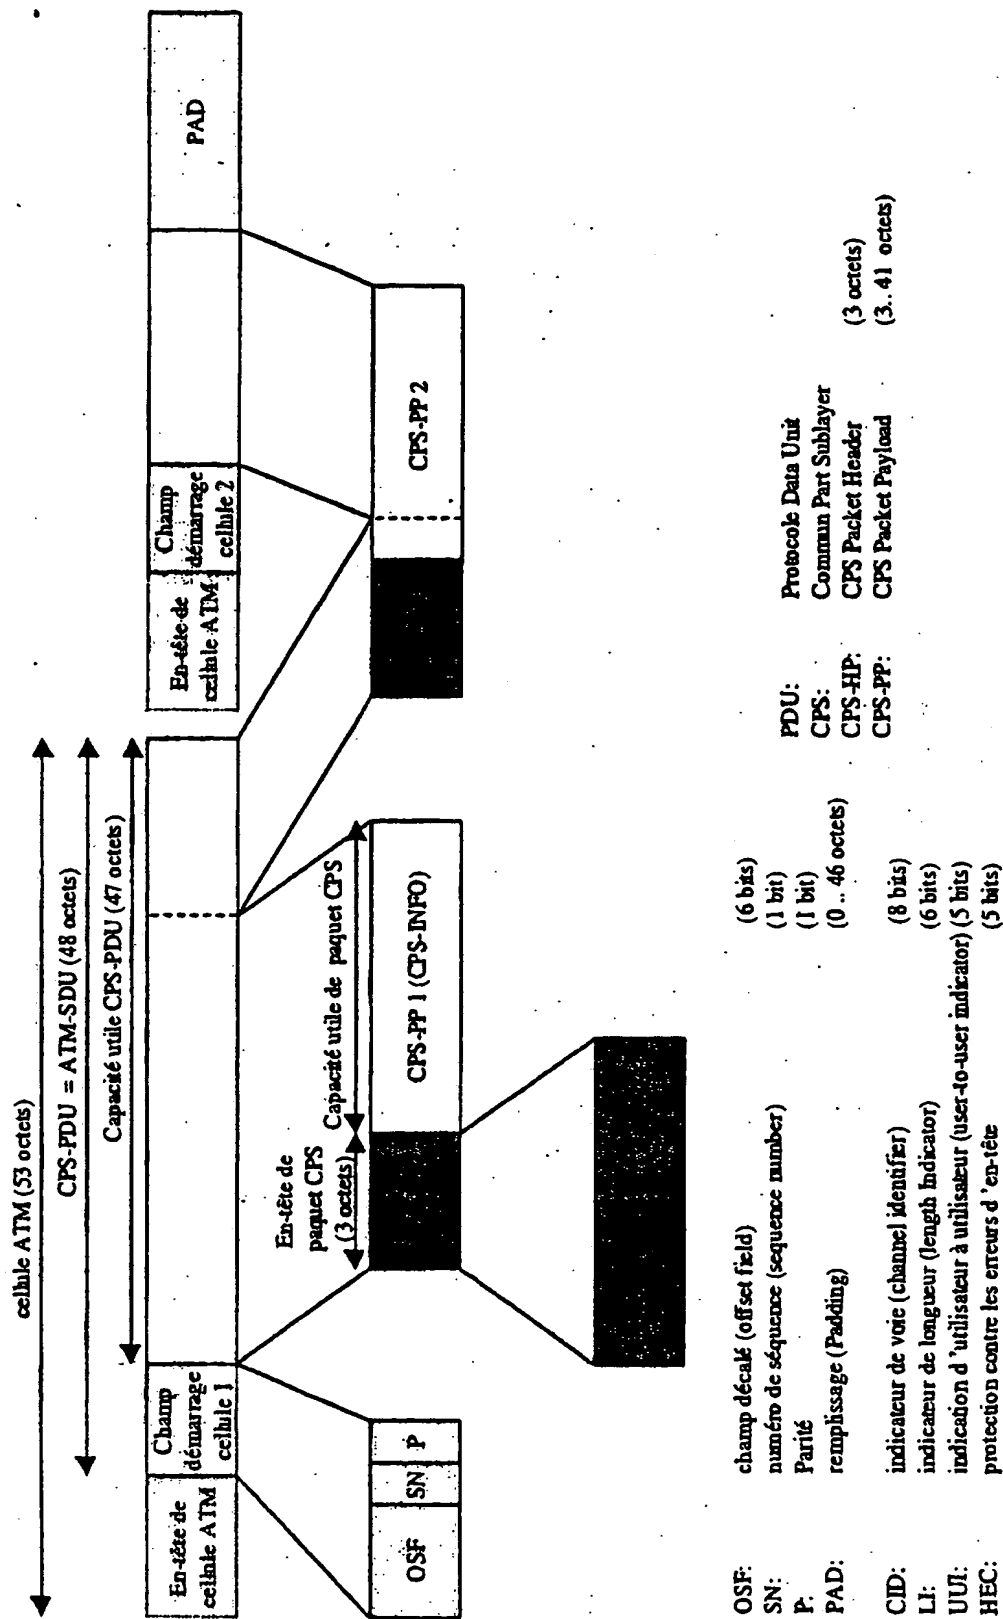 cellule ATM (53 octets)
CPS-PDU = ATM-SDU (48 octets)
Capacité utile CPS-PDU (47 octets)
En-tête de
cellule ATM
Champ
démarrage
cellule 1
En-tête de
cellule ATM
Champ
démarrage
cellule 2
PAD
En-tête de
paquet CPS
(3 octets)
Capacité utile de paquet CPS
OSF
SN
P
CPS-PP 1 (CPS-INFO)
CPS-PP 2
OSF: champ décalé (offset field) (6 bits)
SN: numéro de séquence (sequence number) (1 bit)
P: Parité (1 bit)
PAD: remplissage (Padding) (0 .. 46 octets)
CID: indicateur de voie (channel identifier) (8 bits)
LI: indicateur de longueur (length Indicator) (6 bits)
UUI: indication d'utilisateur à utilisateur (user-to-user indicator) (5 bits)
HEC: protection contre les erreurs d'en-tête (5 bits)
PDU: Protocole Data Unit
CPS: Commun Part Sublayer
CPS-HP: CPS Packet Header (3 octets)
CPS-PP: CPS Packet Payload (3.. 41 octets)